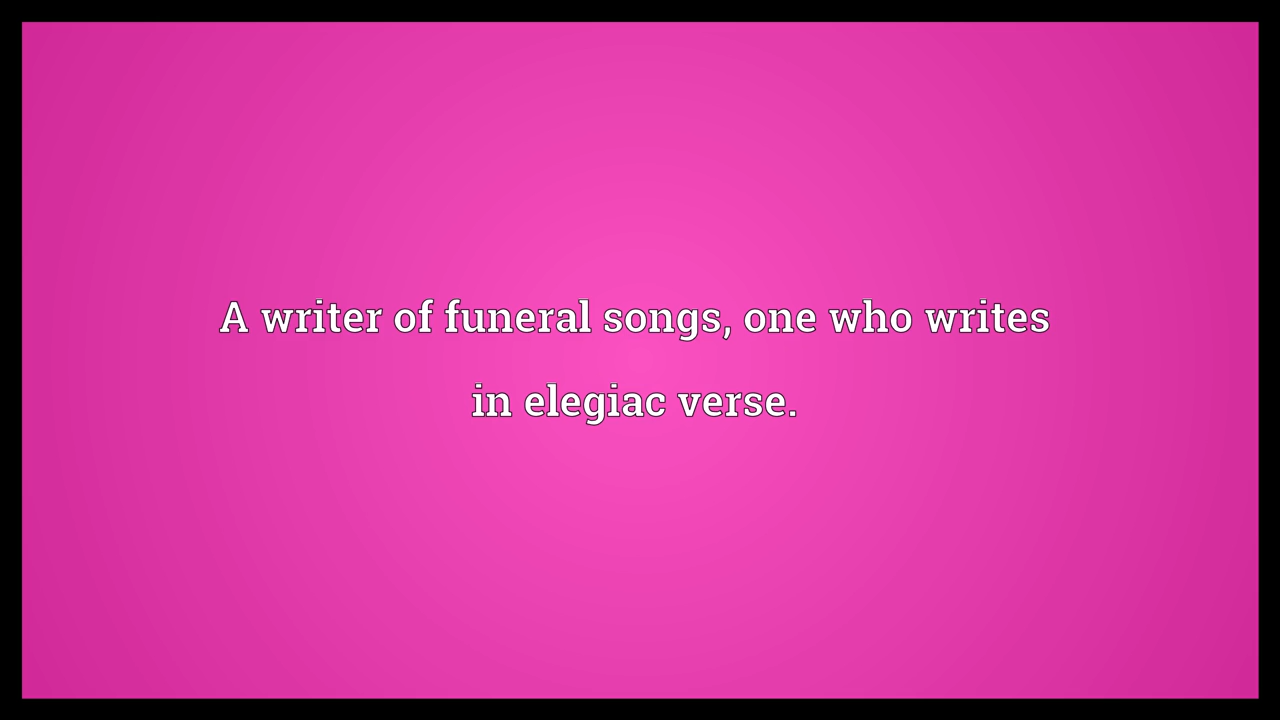 A writer of funeral songs, one who writes
in elegiac verse.